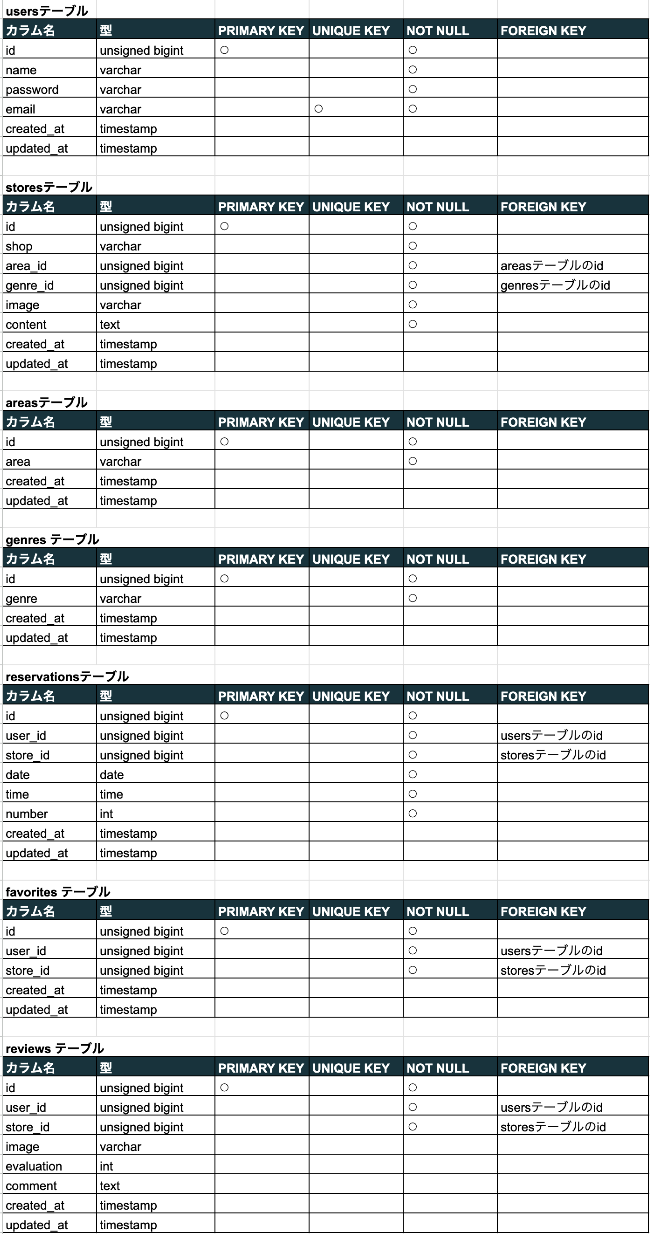 usersテーブル
カラム名 型 PRIMARY KEY UNIQUE KEY NOT NULL FOREIGN KEY
id unsigned bigint ○ ○
name varchar ○
password varchar ○
email varchar ○ ○
created_at timestamp
updated_at timestamp
storesテーブル
カラム名 型 PRIMARY KEY UNIQUE KEY NOT NULL FOREIGN KEY
id unsigned bigint ○ ○
shop varchar ○
area_id unsigned bigint ○ areasテーブルのid
genre_id unsigned bigint ○ genresテーブルのid
image varchar ○
content text ○
created_at timestamp
updated_at timestamp
areasテーブル
カラム名 型 PRIMARY KEY UNIQUE KEY NOT NULL FOREIGN KEY
id unsigned bigint ○ ○
area varchar ○
created_at timestamp
updated_at timestamp
genres テーブル
カラム名 型 PRIMARY KEY UNIQUE KEY NOT NULL FOREIGN KEY
id unsigned bigint ○ ○
genre varchar ○
created_at timestamp
updated_at timestamp
reservationsテーブル
カラム名 型 PRIMARY KEY UNIQUE KEY NOT NULL FOREIGN KEY
id unsigned bigint ○ ○
user_id unsigned bigint ○ usersテーブルのid
store_id unsigned bigint ○ storesテーブルのid
date date ○
time time ○
number int ○
created_at timestamp
updated_at timestamp
favorites テーブル
カラム名 型 PRIMARY KEY UNIQUE KEY NOT NULL FOREIGN KEY
id unsigned bigint ○ ○
user_id unsigned bigint ○ usersテーブルのid
store_id unsigned bigint ○ storesテーブルのid
created_at timestamp
updated_at timestamp
reviews テーブル
カラム名 型 PRIMARY KEY UNIQUE KEY NOT NULL FOREIGN KEY
id unsigned bigint ○ ○
user_id unsigned bigint ○ usersテーブルのid
store_id unsigned bigint ○ storesテーブルのid
image varchar
evaluation int
comment text
created_at timestamp
updated_at timestamp